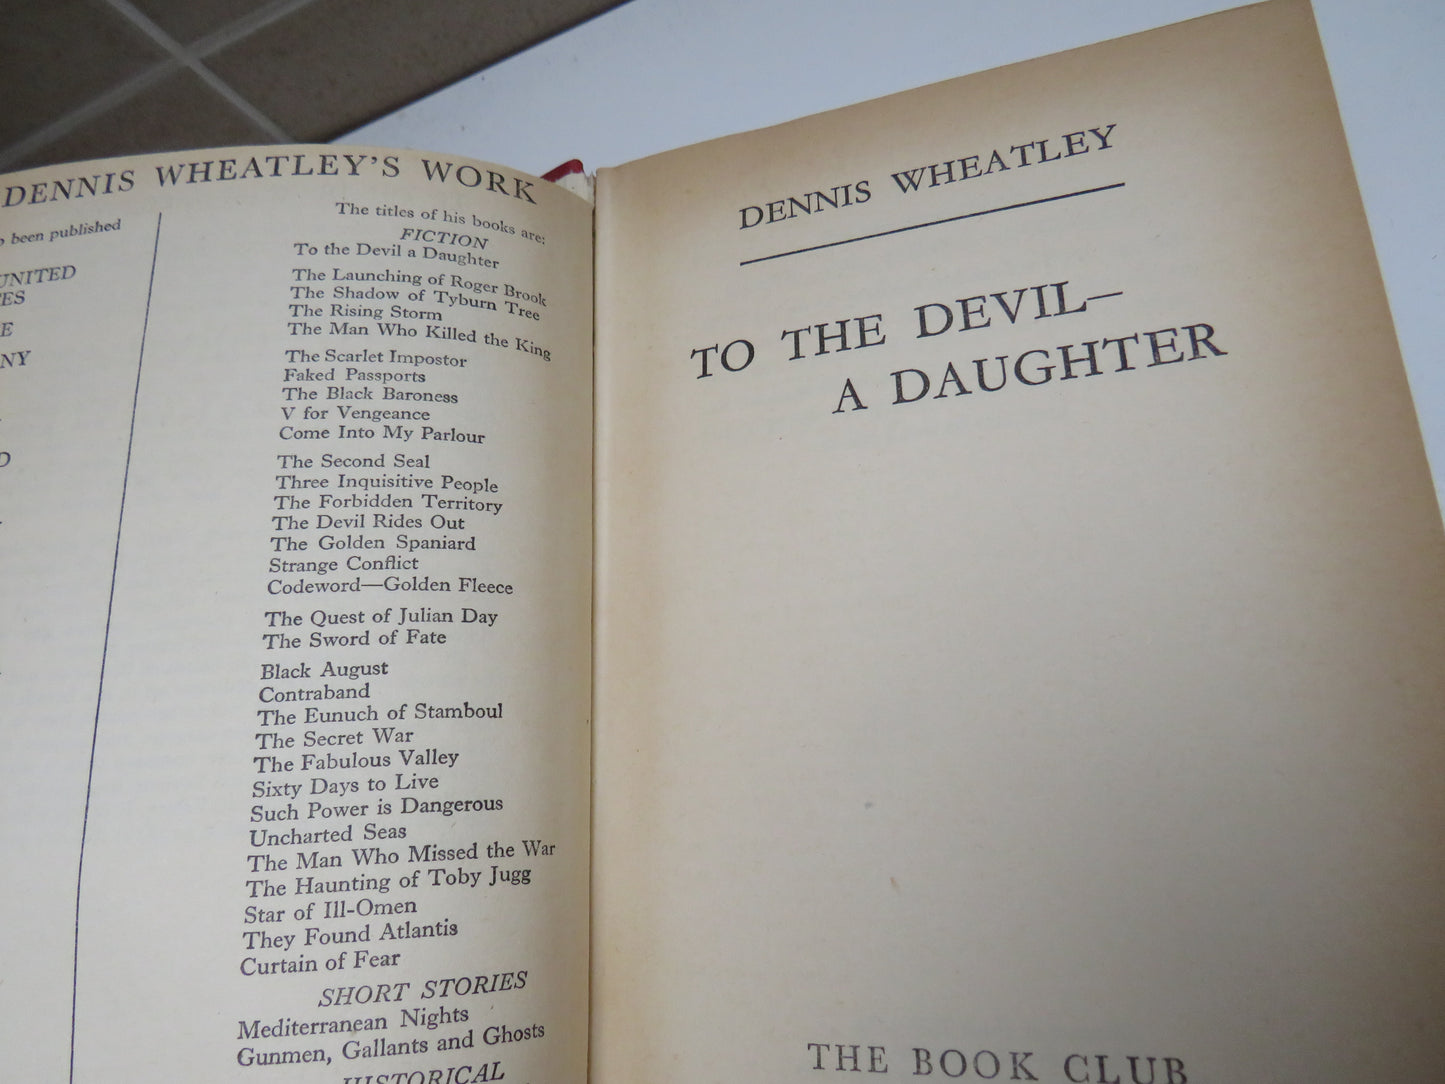 DENNIS WHEATLEY'S WORK
been published
UNITED
The titles of his books are:
FICTION
To the Devil a Daughter
The Launching of Roger Brook
The Shadow of Tyburn Tree
The Rising Storm
The Man Who Killed the King
The Scarlet Impostor
Faked Passports
The Black Baroness
V for Vengeance
Come Into My Parlour
The Second Seal
Three Inquisitive People
The Forbidden Territory
The Devil Rides Out
The Golden Spaniard
Strange Conflict
Codeword—Golden Fleece
The Quest of Julian Day
The Sword of Fate
Black August
Contraband
The Eunuch of Stamboul
The Secret War
The Fabulous Valley
Sixty Days to Live
Such Power is Dangerous
Uncharted Seas
The Man Who Missed the War
The Haunting of Toby Jugg
Star of Ill-Omen
They Found Atlantis
Curtain of Fear
SHORT STORIES
Mediterranean Nights
Gunmen, Gallants and Ghosts
HISTORICAL
DENNIS WHEATLEY
TO THE DEVIL—
A DAUGHTER
THE BOOK CLUB